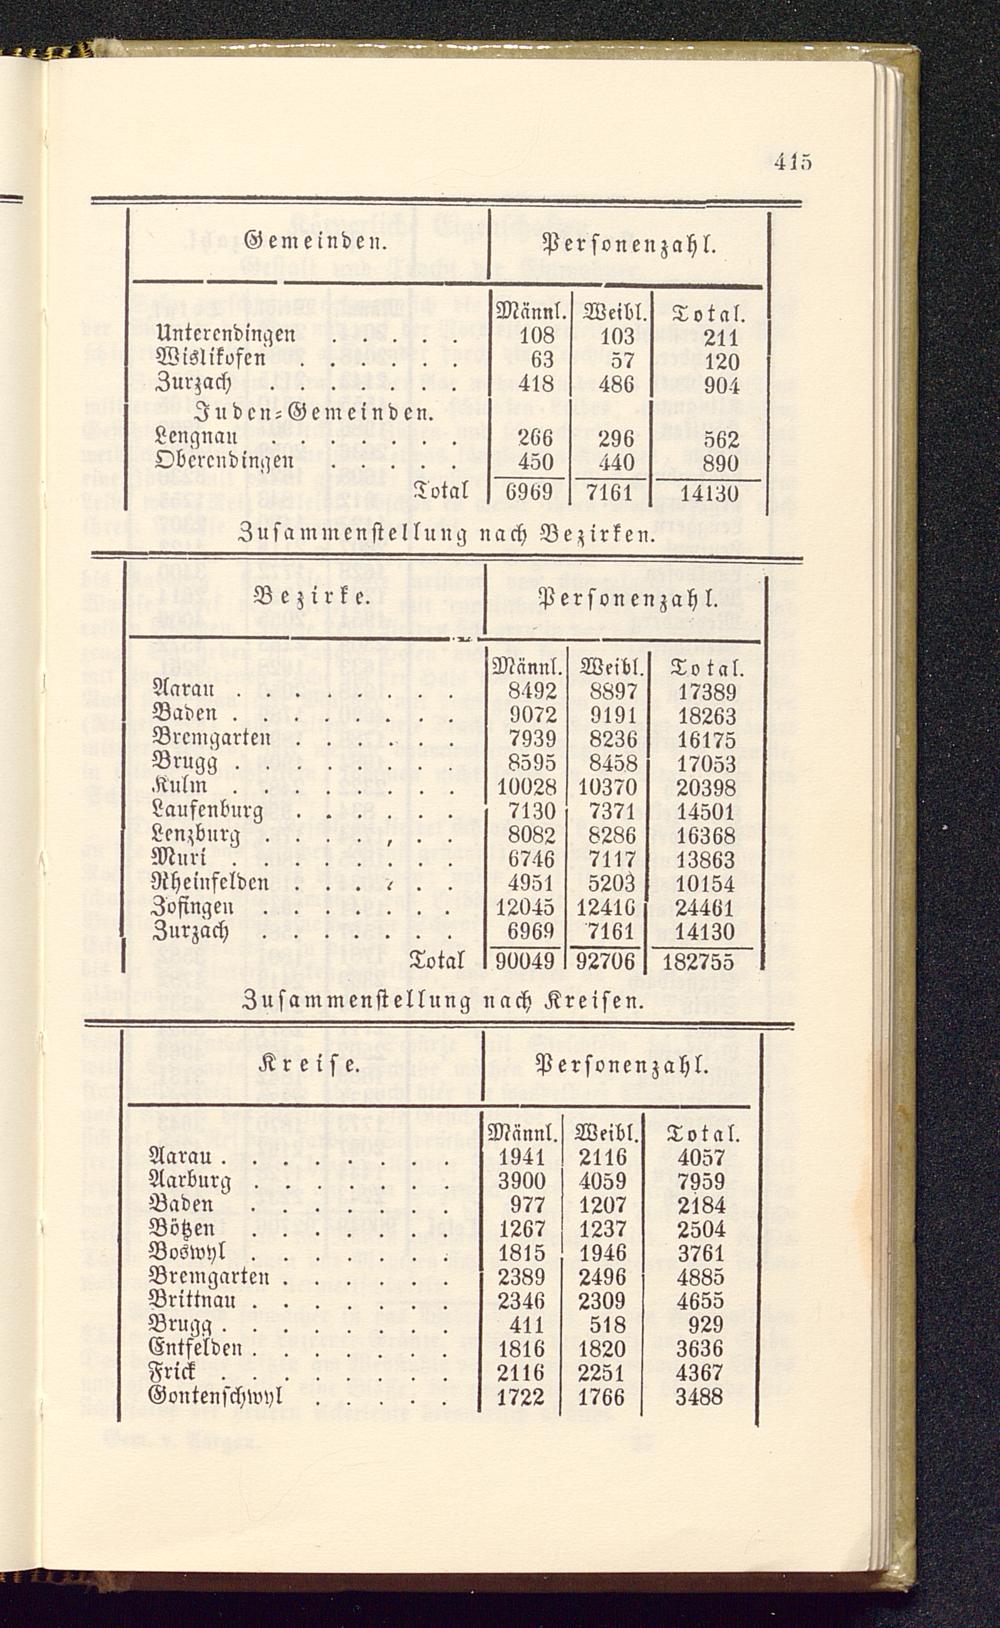 415
Gemeinden. Personenzahl.
Männl. Weibl. Total.
Unterendingen . . . . . 108 103 211
Wislikofen . . . . . 63 57 120
Zurzach . . . . . . 418 486 904
Juden-Gemeinden.
Lengnau . . . . . . 266 296 562
Oberendingen . . . . . 450 440 890
Total 6969 7161 14130
Zusammenstellung nach Bezirken.
Bezirke. Personenzahl.
Männl. Weibl. Total.
Aarau . . . . . . . . 8492 8897 17389
Baden . . . . . . . . 9072 9191 18263
Bremgarten . . . . . . 7939 8236 16175
Brugg . . . . . . . . 8595 8458 17053
Kulm . . . . . . . . 10028 10370 20398
Laufenburg . . . . . . 7130 7371 14501
Lenzburg . . . . . . 8082 8286 16368
Muri . . . . . . . . 6746 7117 13863
Rheinfelden . . . . . . 4951 5203 10154
Zofingen . . . . . . . 12045 12416 24461
Zurzach . . . . . . . 6969 7161 14130
Total 90049 92706 182755
Zusammenstellung nach Kreisen.
Kreise. Personenzahl.
Männl. Weibl. Total.
Aarau . . . . . . . . 1941 2116 4057
Aarburg . . . . . . . 3900 4059 7959
Baden . . . . . . . . 977 1207 2184
Bötzen . . . . . . . . 1267 1237 2504
Boswyl . . . . . . . 1815 1946 3761
Bremgarten . . . . . . 2389 2496 4885
Brittnau . . . . . . . 2346 2309 4655
Brugg . . . . . . . . 411 518 929
Entfelden . . . . . . . 1816 1820 3636
Frick . . . . . . . . 2116 2251 4367
Gontenschwyl . . . . . 1722 1766 3488